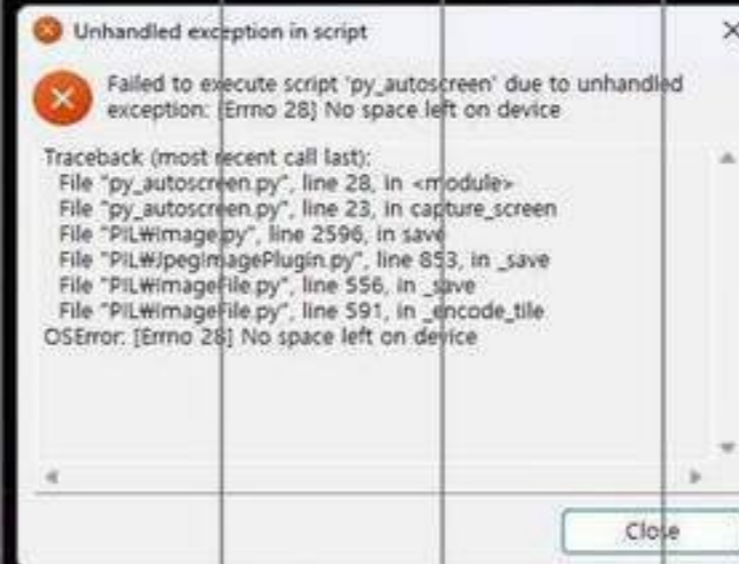 Unhandled exception in script
Failed to execute script 'py_autoscreen' due to unhandled
exception: [Errno 28] No space left on device
Traceback (most recent call last):
File "py_autoscreen.py", line 28, in <module>
File "py_autoscreen.py", line 23, in capture_screen
File "PIL₩Image.py", line 2596, in save
File "PIL₩JpegImagePlugin.py", line 853, in _save
File "PIL₩ImageFile.py", line 556, in _save
File "PIL₩ImageFile.py", line 591, in _encode_tile
OSError: [Errno 28] No space left on device
Close